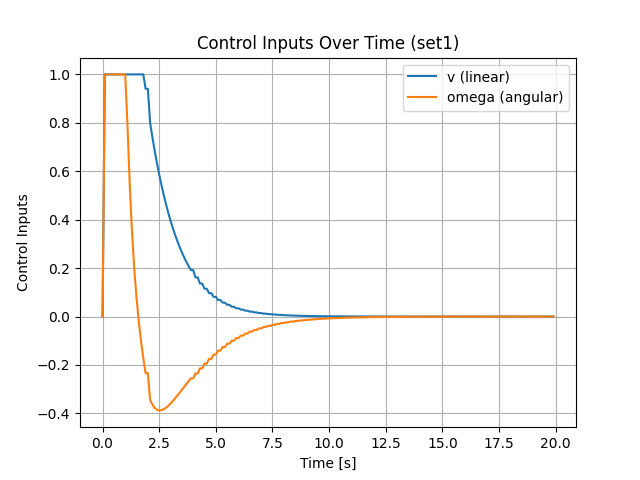 Control Inputs Over Time (set1)
v (linear)
omega (angular)
Control Inputs
1.0
0.8
0.6
0.4
0.2
0.0
−0.2
−0.4
0.0 2.5 5.0 7.5 10.0 12.5 15.0 17.5 20.0
Time [s]